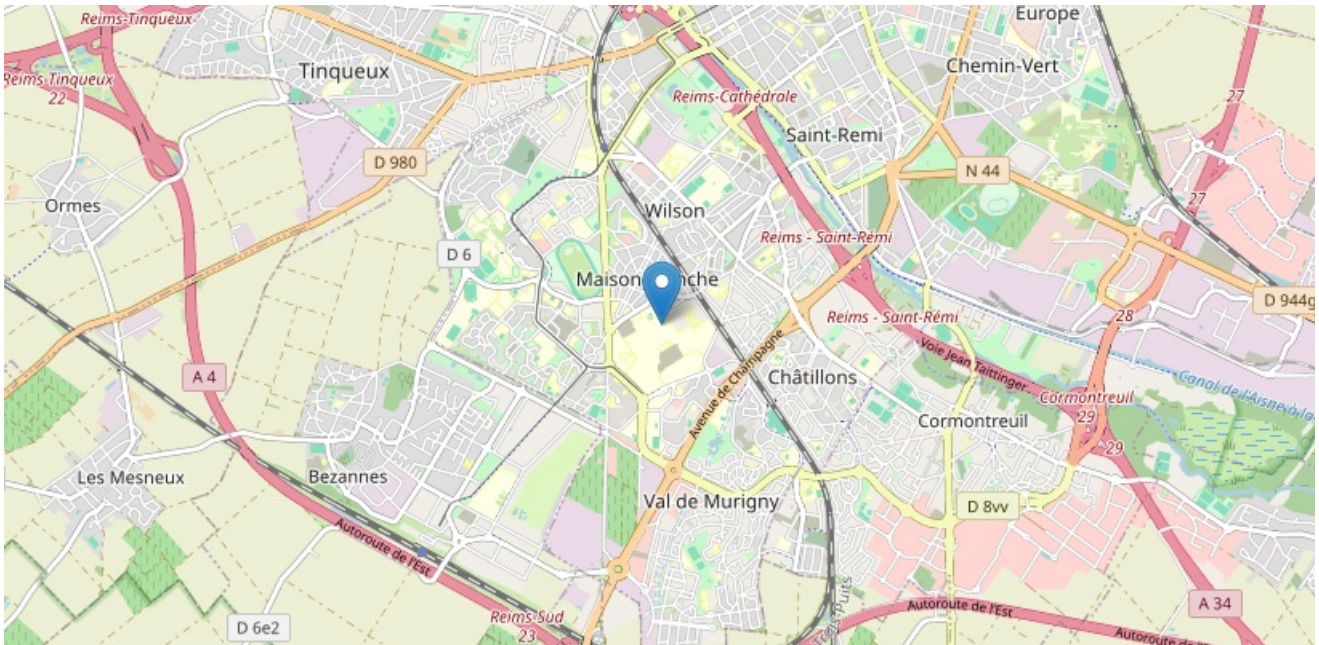 Reims-Tinqueux
Europe
Tinqueux
Chemin-Vert
Reims Tinqueux
22
Reims-Cathédrale
27
Saint-Remi
D 980
N 44
27
Ormes
Wilson
Reims - Saint-Rémi
D 6
D 944g
28
Reims - Saint-Rémi
Voie Jean Taittinger
A 4
Châtillons
Avenue de Champagne
Canal de l'Aisne à la
Cormontreuil
29
Cormontreuil
29
Les Mesneux
Bezannes
Val de Murigny
D 8vv
Autoroute de l'Est
A 34
Autoroute de l'Est
Reims-Sud
23
D 6e2
Trois-Puits
Autoroute de l'Est